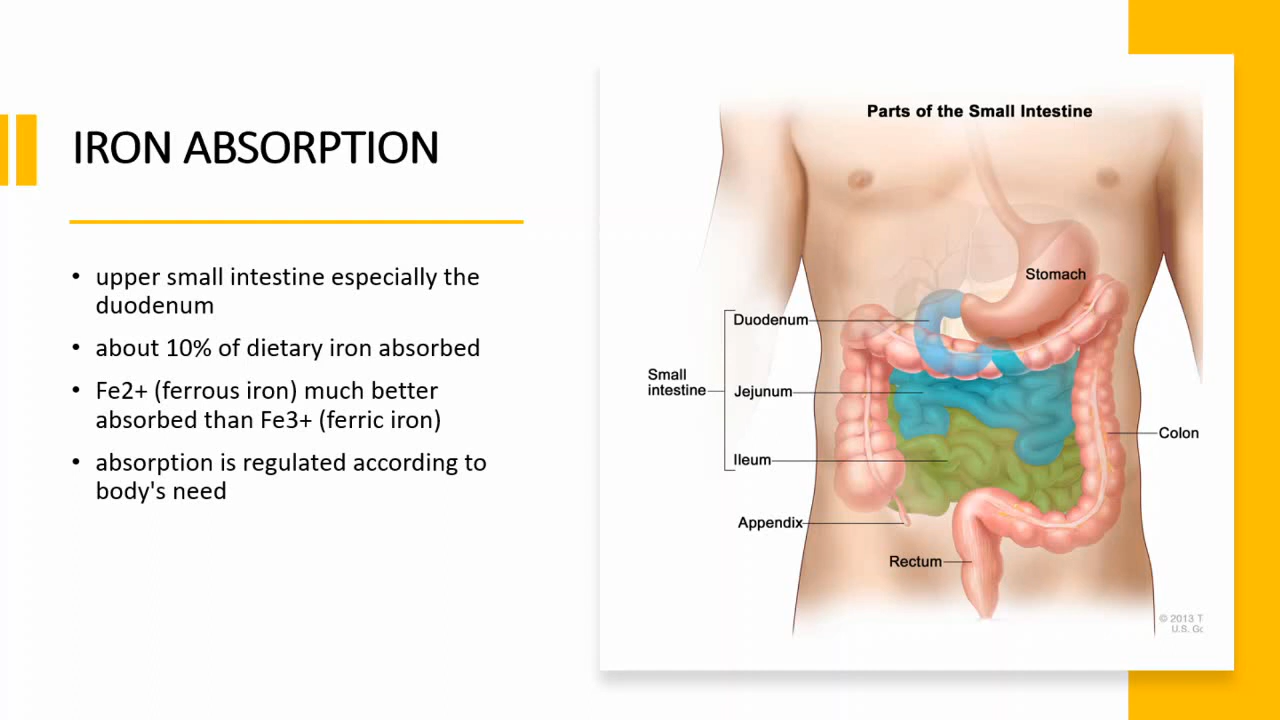 IRON ABSORPTION
• upper small intestine especially the
duodenum
• about 10% of dietary iron absorbed
• Fe2+ (ferrous iron) much better
absorbed than Fe3+ (ferric iron)
• absorption is regulated according to
body's need
Parts of the Small Intestine
Stomach
Duodenum
Small
intestine
Jejunum
Colon
Ileum
Appendix
Rectum
© 2013 T
U.S. Gc